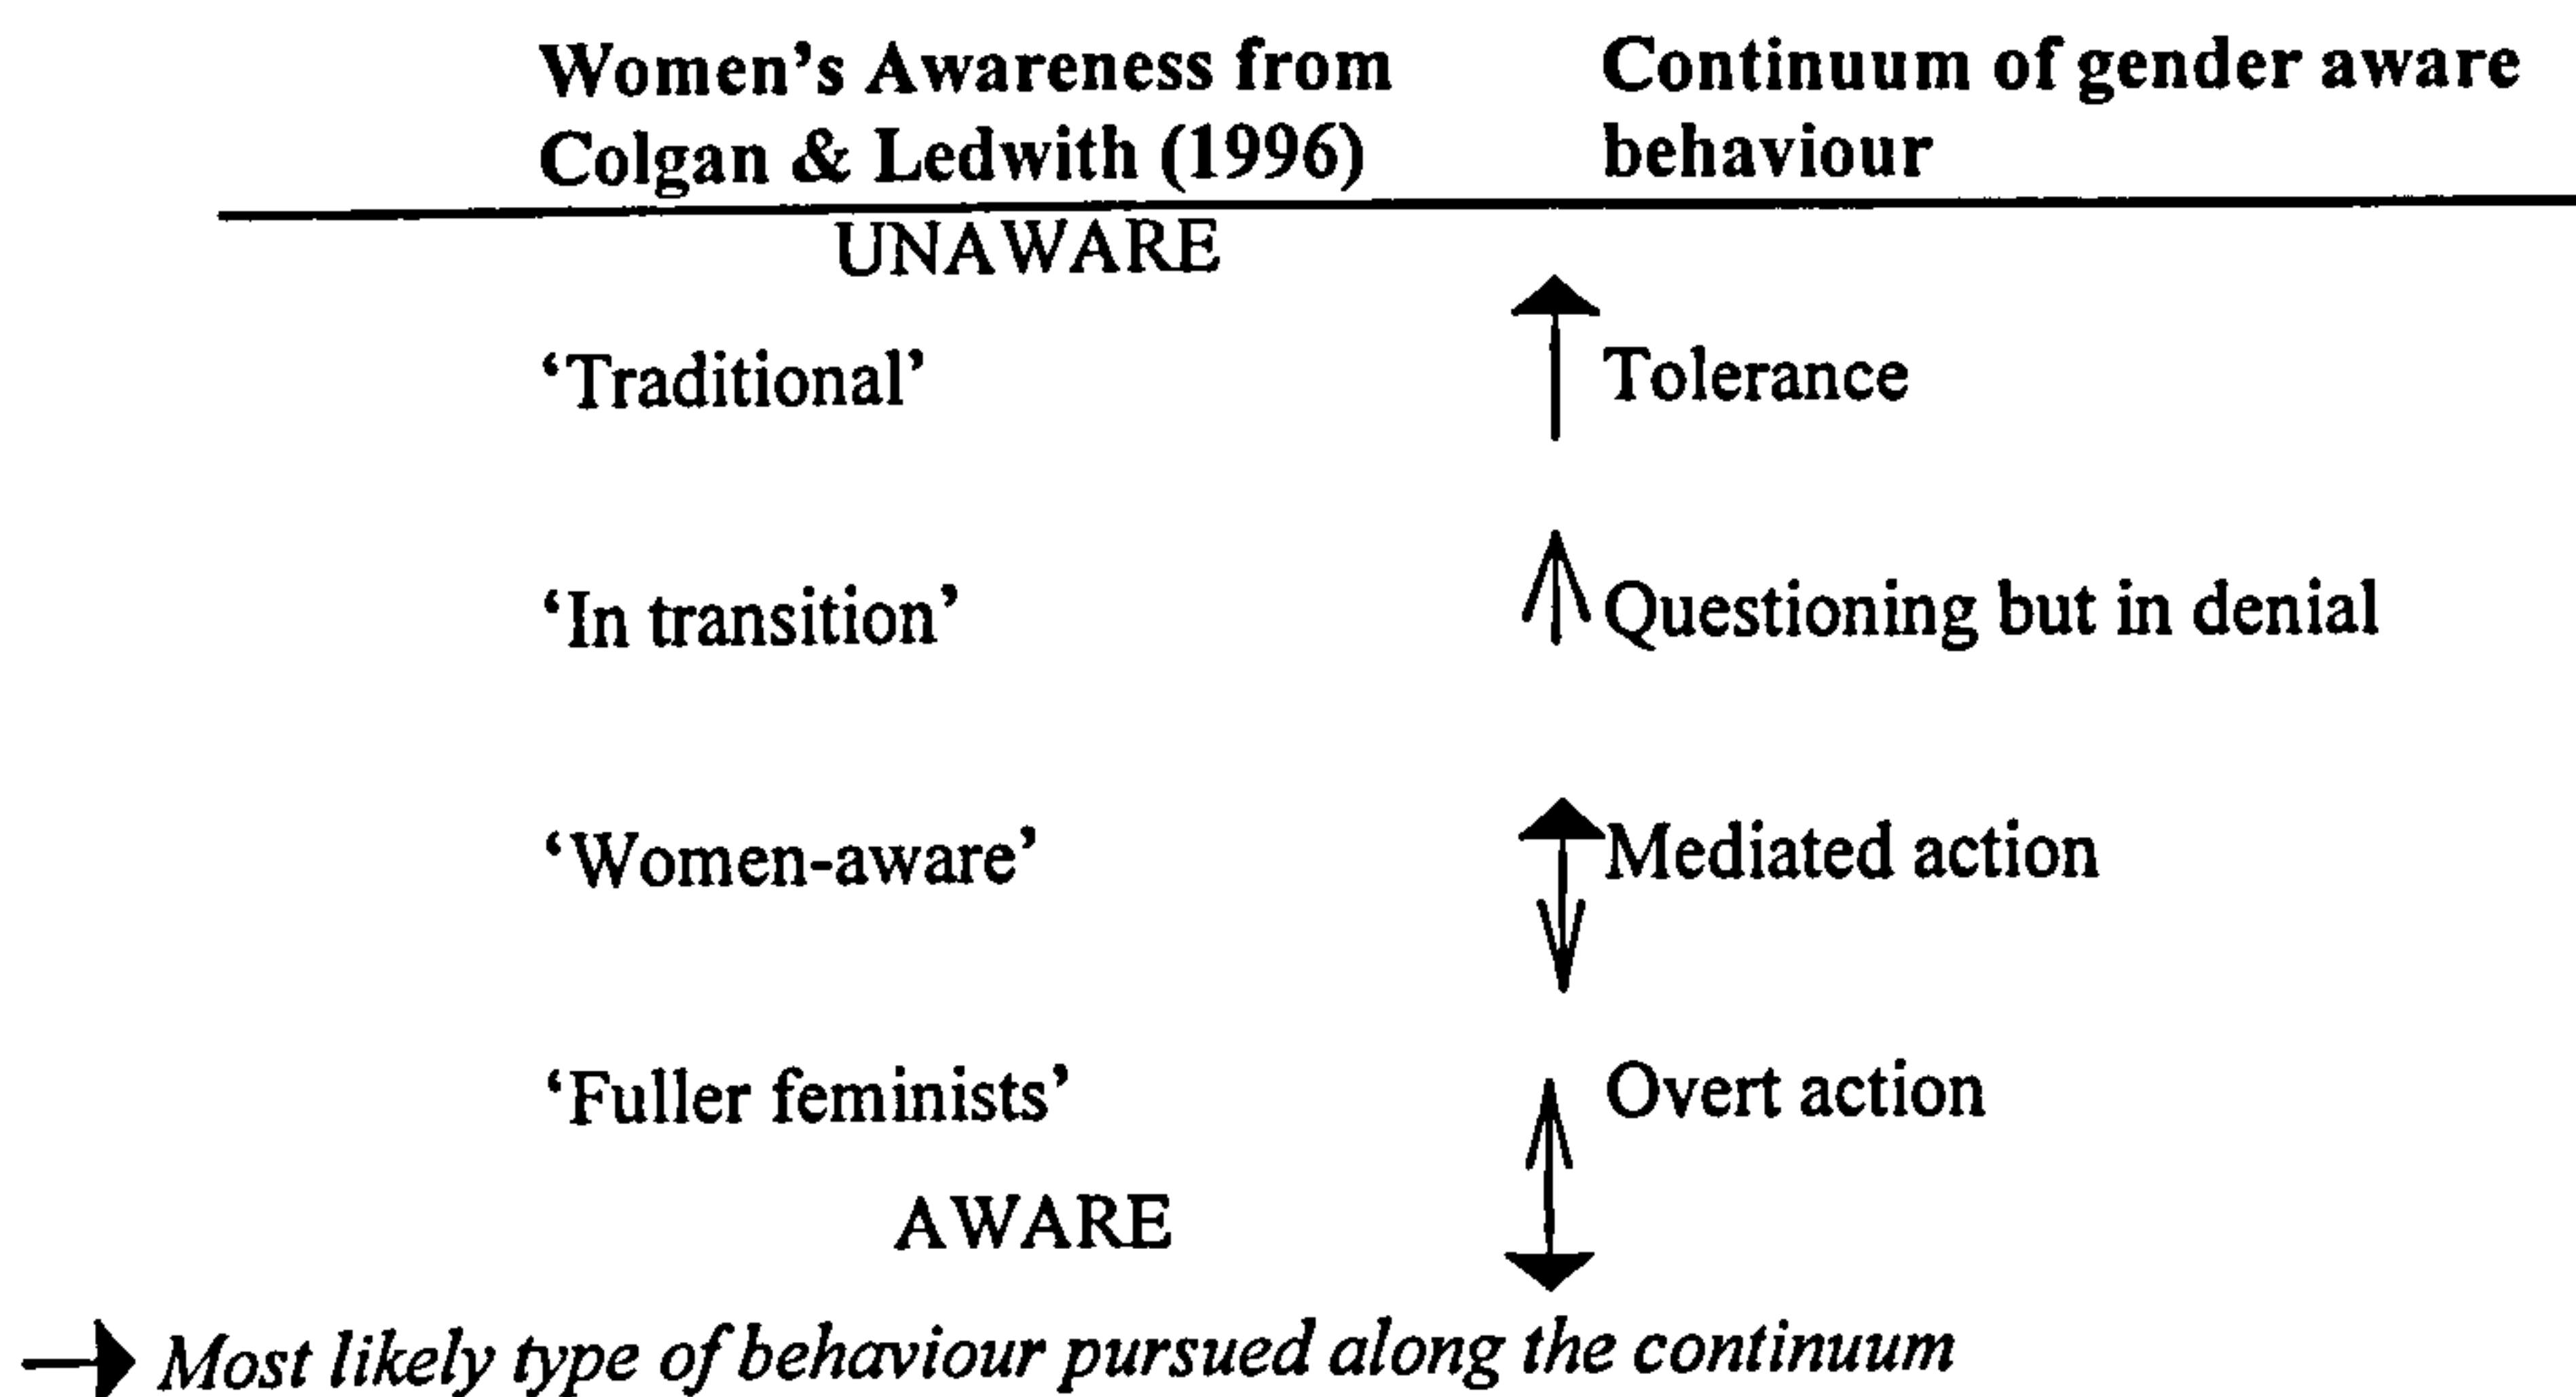 Women's Awareness from Continuum of gender aware
Colgan & Ledwith (1996) behaviour
UNAWARE
‘Traditional’ Tolerance
‘In transition’ Questioning but in denial
‘Women-aware’ Mediated action
‘Fuller feminists’ Overt action
AWARE
Most likely type of behaviour pursued along the continuum